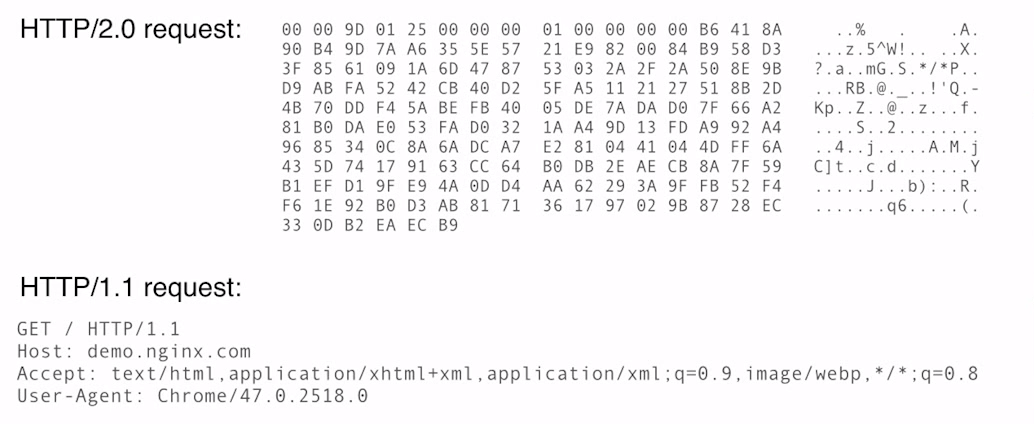 HTTP/2.0 request:
00 00 9D 01 25 00 00 00 01 00 00 00 00 B6 41 8A ..% . .A.
90 B4 9D 7A A6 35 5E 57 21 E9 82 00 84 B9 58 D3 ...z.5^W!.. ..X.
3F 85 61 09 1A 6D 47 87 53 03 2A 2F 2A 50 8E 9B ?.a..mG.S.*/*P..
D9 AB FA 52 42 CB 40 D2 5F A5 11 21 27 51 8B 2D ...RB.@._..!'Q.-
4B 70 DD F4 5A BE FB 40 05 DE 7A DA D0 7F 66 A2 Kp..Z..@..z...f.
81 B0 DA E0 53 FA D0 32 1A A4 9D 13 FD A9 92 A4 ....S..2........
96 85 34 0C 8A 6A DC A7 E2 81 04 41 04 4D FF 6A ..4..j.....A.M.j
43 5D 74 17 91 63 CC 64 B0 DB 2E AE CB 8A 7F 59 C]t..c.d.......Y
B1 EF D1 9F E9 4A 0D D4 AA 62 29 3A 9F FB 52 F4 .....J...b):..R.
F6 1E 92 B0 D3 AB 81 71 36 17 97 02 9B 87 28 EC .......q6.....(.
33 0D B2 EA EC B9
HTTP/1.1 request:
GET / HTTP/1.1
Host: demo.nginx.com
Accept: text/html,application/xhtml+xml,application/xml;q=0.9,image/webp,*/*;q=0.8
User-Agent: Chrome/47.0.2518.0